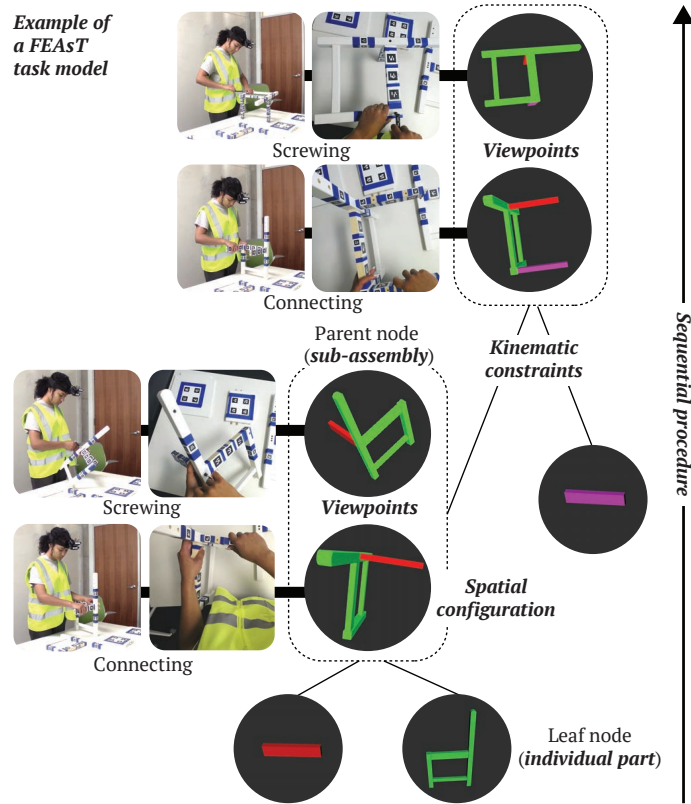 Example of
a FEAsT
task model
Screwing
Viewpoints
Connecting
Parent node
(sub-assembly)
Kinematic
constraints
Sequential procedure
Screwing
Viewpoints
Spatial
configuration
Connecting
Leaf node
(individual part)